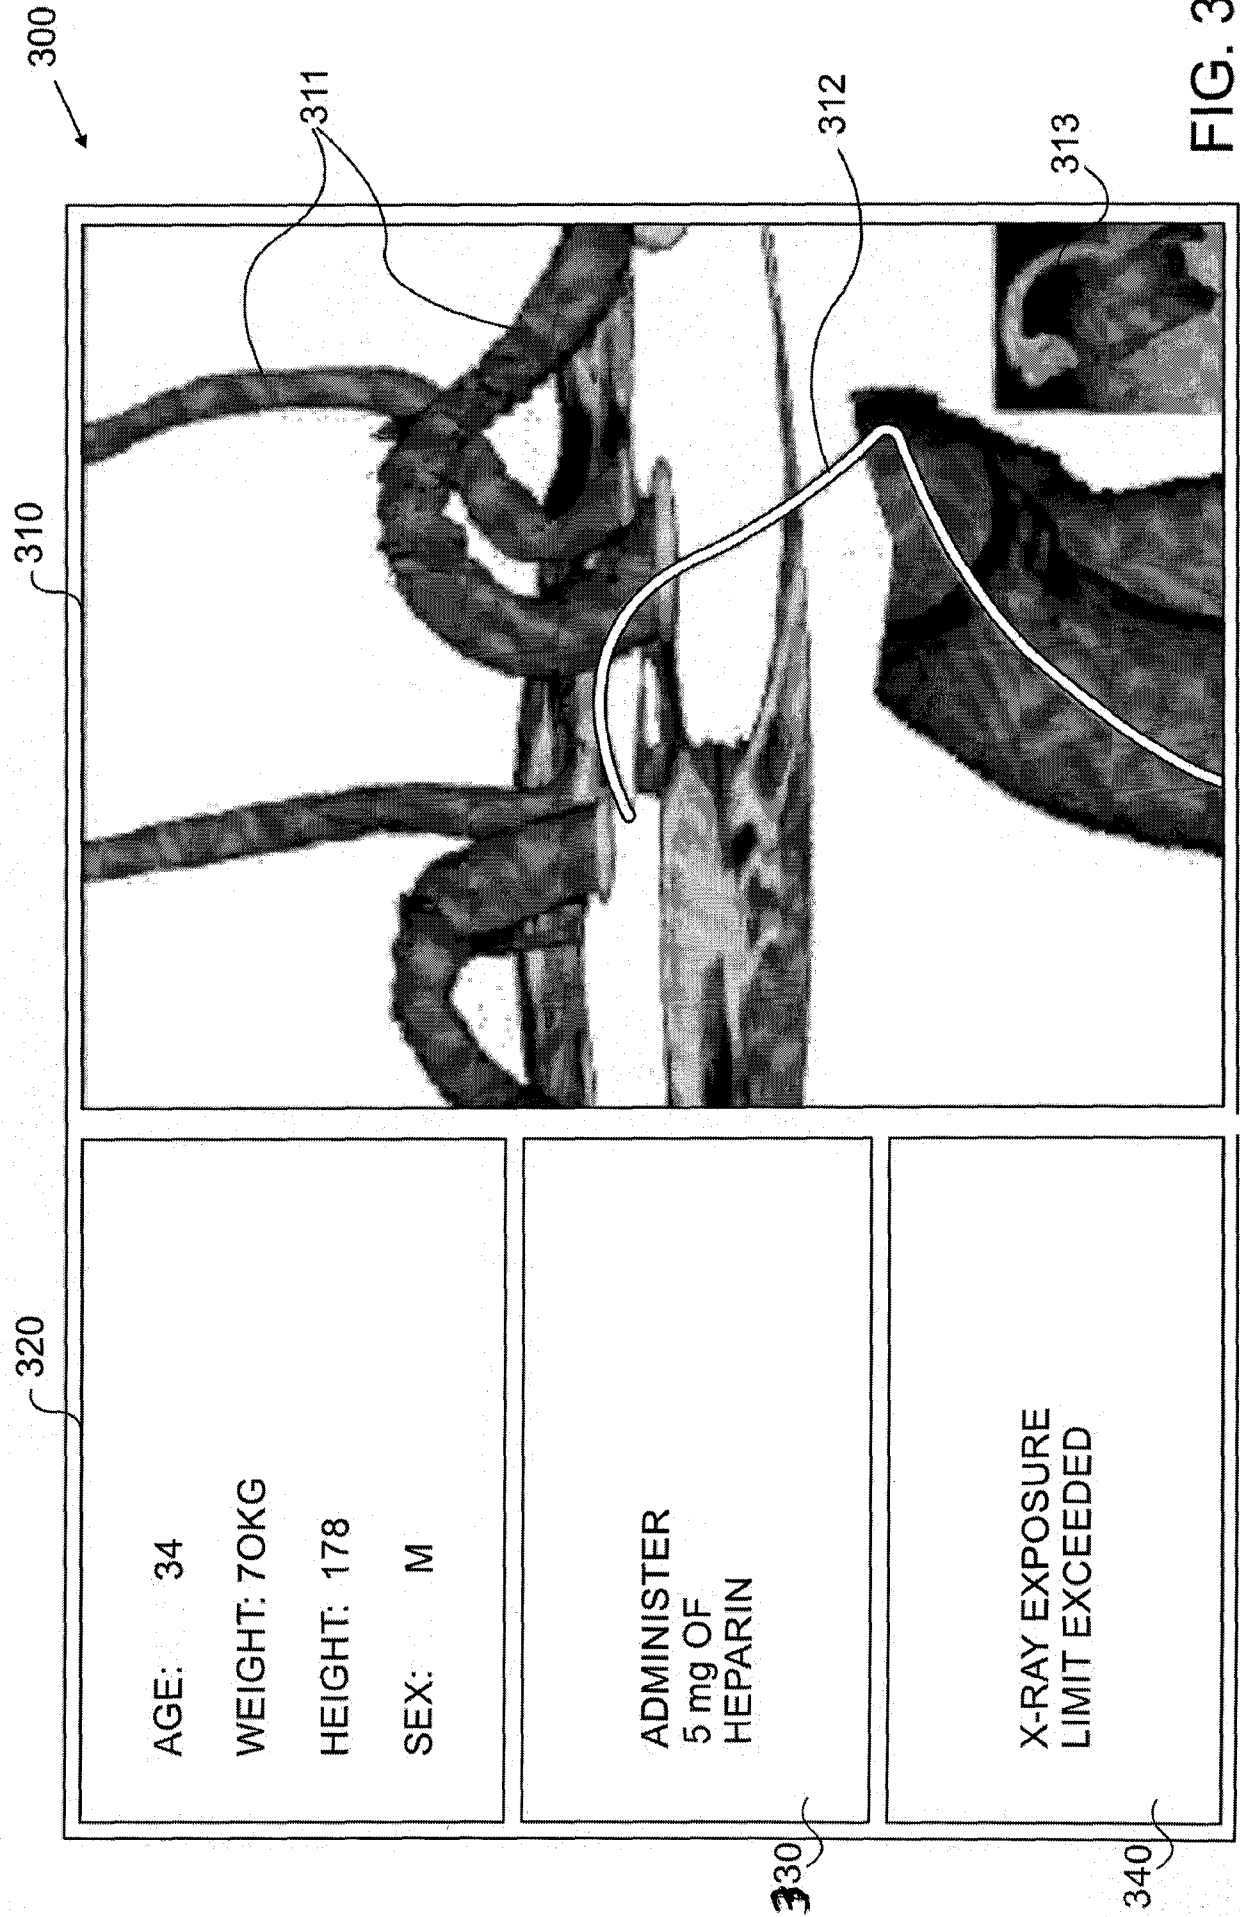 300
310
320
311
312
313
AGE: 34
WEIGHT: 7OKG
HEIGHT: 178
SEX: M
ADMINISTER
5 mg OF
HEPARIN
330
X-RAY EXPOSURE
LIMIT EXCEEDED
340
FIG. 3